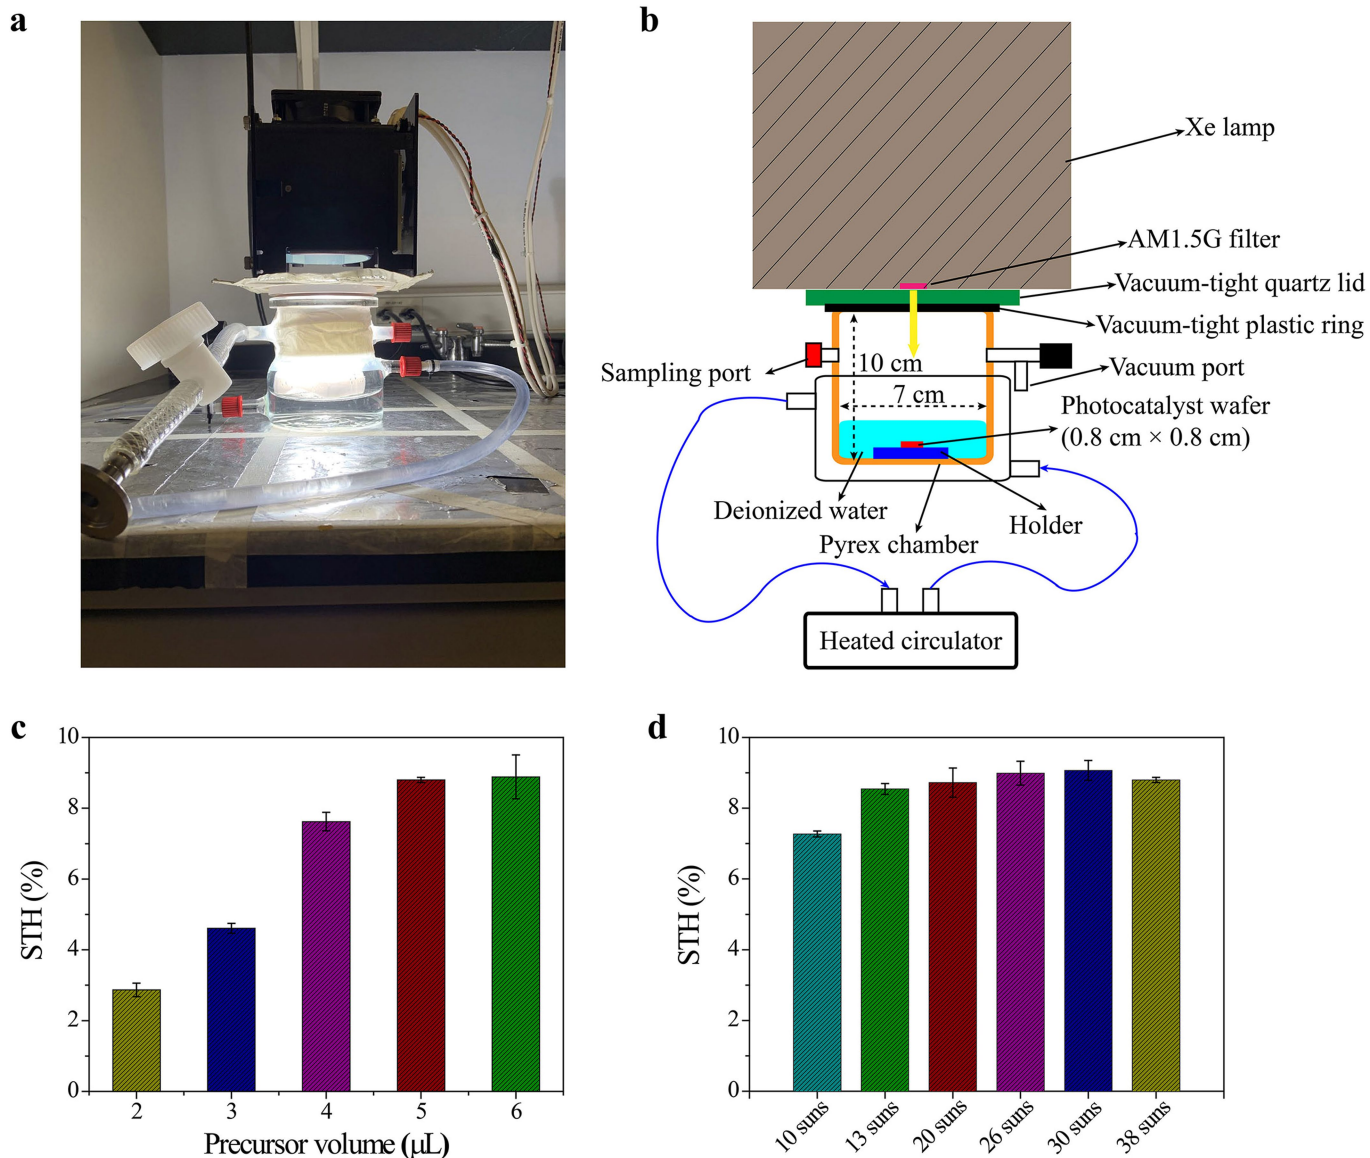 a
b
Xe lamp
AM1.5G filter
Vacuum-tight quartz lid
Vacuum-tight plastic ring
Sampling port
10 cm
7 cm
Vacuum port
Photocatalyst wafer
(0.8 cm × 0.8 cm)
Deionized water
Holder
Pyrex chamber
Heated circulator
c
STH (%)
10
8
6
4
2
0
2 3 4 5 6
Precursor volume (μL)
d
STH (%)
10
8
6
4
2
0
10 suns
13 suns
20 suns
26 suns
30 suns
38 suns